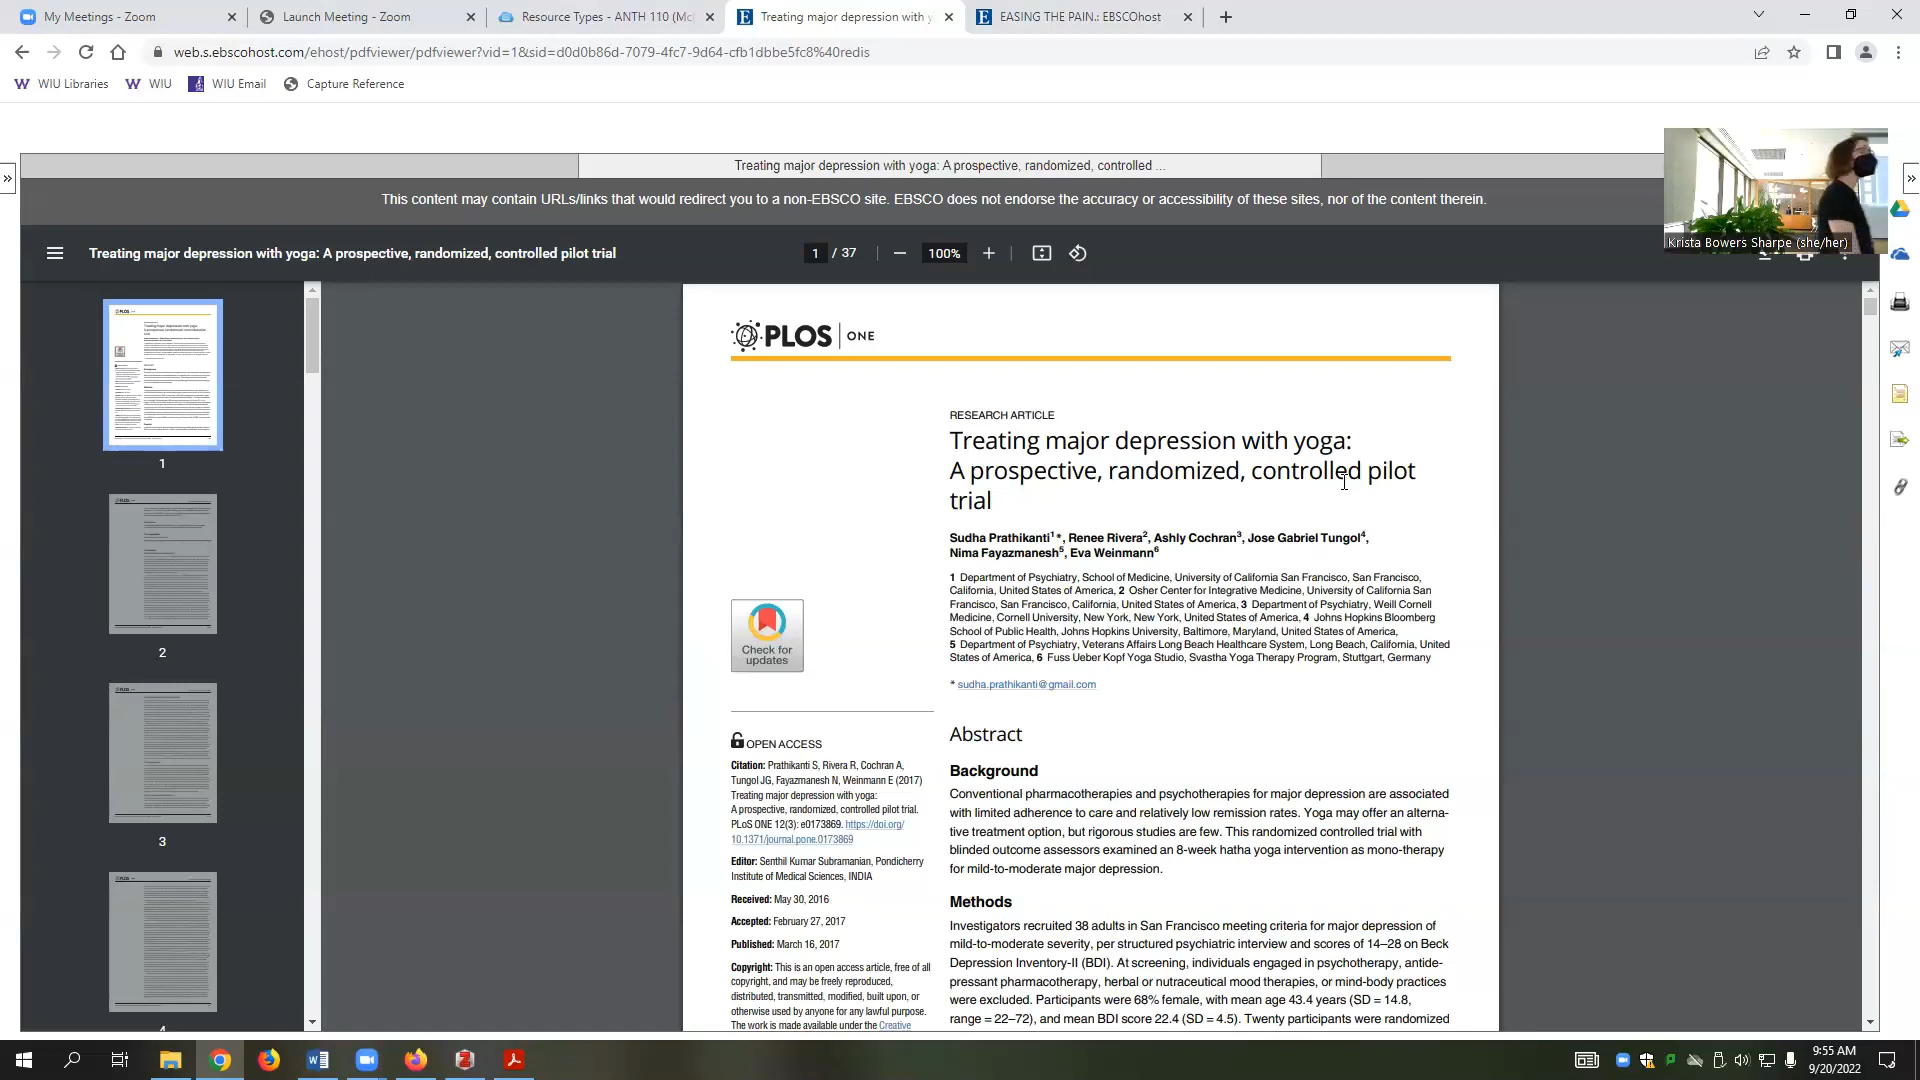 My Meetings - Zoom
Launch Meeting - Zoom
Resource Types - ANTH 110 (Mc
Treating major depression with y
EASING THE PAIN.: EBSCOhost
web.s.ebscohost.com/ehost/pdfviewer/pdfviewer?vid=1&sid=d0d0b86d-7079-4fc7-9d64-cfb1dbbe5fc8%40redis
WIU Libraries
WIU
WIU Email
Capture Reference
Treating major depression with yoga: A prospective, randomized, controlled ...
This content may contain URLs/links that would redirect you to a non-EBSCO site. EBSCO does not endorse the accuracy or accessibility of these sites, nor of the content therein.
Krista Bowers Sharpe (she/her)
Treating major depression with yoga: A prospective, randomized, controlled pilot trial
1 / 37
100%
1
2
3
PLOS ONE
RESEARCH ARTICLE
Treating major depression with yoga:
A prospective, randomized, controlled pilot
trial
Sudha Prathikanti1*, Renee Rivera2, Ashly Cochran3, Jose Gabriel Tungol4,
Nima Fayazmanesh5, Eva Weinmann6
1 Department of Psychiatry, School of Medicine, University of California San Francisco, San Francisco,
California, United States of America, 2 Osher Center for Integrative Medicine, University of California San
Francisco, San Francisco, California, United States of America, 3 Department of Psychiatry, Weill Cornell
Medicine, Cornell University, New York, New York, United States of America, 4 Johns Hopkins Bloomberg
School of Public Health, Johns Hopkins University, Baltimore, Maryland, United States of America,
5 Department of Psychiatry, Veterans Affairs Long Beach Healthcare System, Long Beach, California, United
States of America, 6 Fuss Ueber Kopf Yoga Studio, Svastha Yoga Therapy Program, Stuttgart, Germany
* sudha.prathikanti@gmail.com
Check for
updates
OPEN ACCESS
Citation: Prathikanti S, Rivera R, Cochran A,
Tungol JG, Fayazmanesh N, Weinmann E (2017)
Treating major depression with yoga:
A prospective, randomized, controlled pilot trial.
PLoS ONE 12(3): e0173869. https://doi.org/
10.1371/journal.pone.0173869
Editor: Senthil Kumar Subramanian, Pondicherry
Institute of Medical Sciences, INDIA
Received: May 30, 2016
Accepted: February 27, 2017
Published: March 16, 2017
Copyright: This is an open access article, free of all
copyright, and may be freely reproduced,
distributed, transmitted, modified, built upon, or
otherwise used by anyone for any lawful purpose.
The work is made available under the Creative
Abstract
Background
Conventional pharmacotherapies and psychotherapies for major depression are associated
with limited adherence to care and relatively low remission rates. Yoga may offer an alterna-
tive treatment option, but rigorous studies are few. This randomized controlled trial with
blinded outcome assessors examined an 8-week hatha yoga intervention as mono-therapy
for mild-to-moderate major depression.
Methods
Investigators recruited 38 adults in San Francisco meeting criteria for major depression of
mild-to-moderate severity, per structured psychiatric interview and scores of 14–28 on Beck
Depression Inventory-II (BDI). At screening, individuals engaged in psychotherapy, antide-
pressant pharmacotherapy, herbal or nutraceutical mood therapies, or mind-body practices
were excluded. Participants were 68% female, with mean age 43.4 years (SD = 14.8,
range = 22–72), and mean BDI score 22.4 (SD = 4.5). Twenty participants were randomized
9:55 AM
9/20/2022